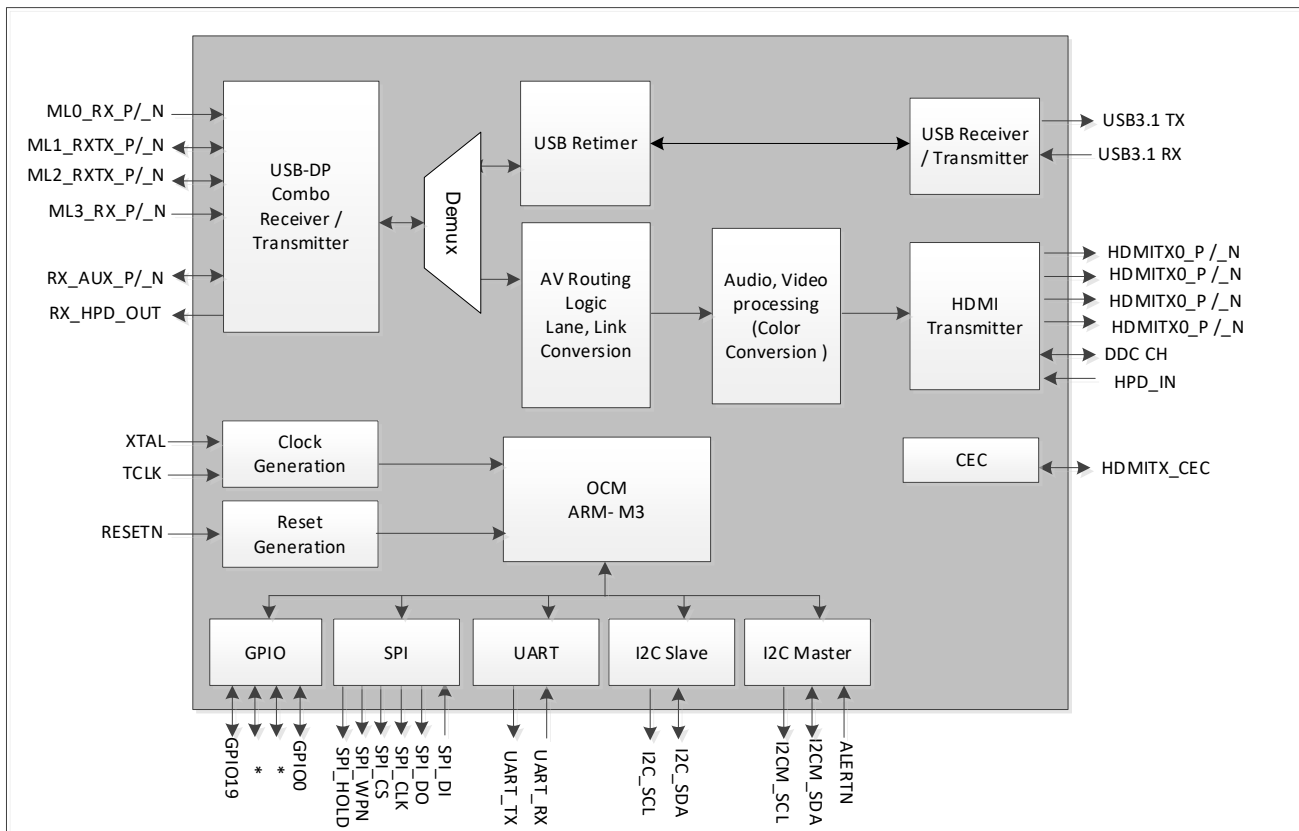 ML0_RX_P/_N
ML1_RXTX_P/_N
ML2_RXTX_P/_N
ML3_RX_P/_N
RX_AUX_P/_N
RX_HPD_OUT
USB-DP
Combo
Receiver /
Transmitter
Demux
USB Retimer
AV Routing
Logic
Lane, Link
Conversion
Audio, Video
processing
(Color
Conversion )
USB Receiver
/ Transmitter
USB3.1 TX
USB3.1 RX
HDMI
Transmitter
HDMITX0_P /_N
HDMITX0_P /_N
HDMITX0_P /_N
HDMITX0_P /_N
DDC CH
HPD_IN
XTAL
TCLK
Clock
Generation
RESETN
Reset
Generation
OCM
ARM- M3
CEC
HDMITX_CEC
GPIO
SPI
UART
I2C Slave
I2C Master
GPIO19
*
*
GPIO0
SPI_HOLD
SPI_WPN
SPI_CS
SPI_CLK
SPI_DO
SPI_DI
UART_TX
UART_RX
I2C_SCL
I2C_SDA
I2CM_SCL
I2CM_SDA
ALERTN